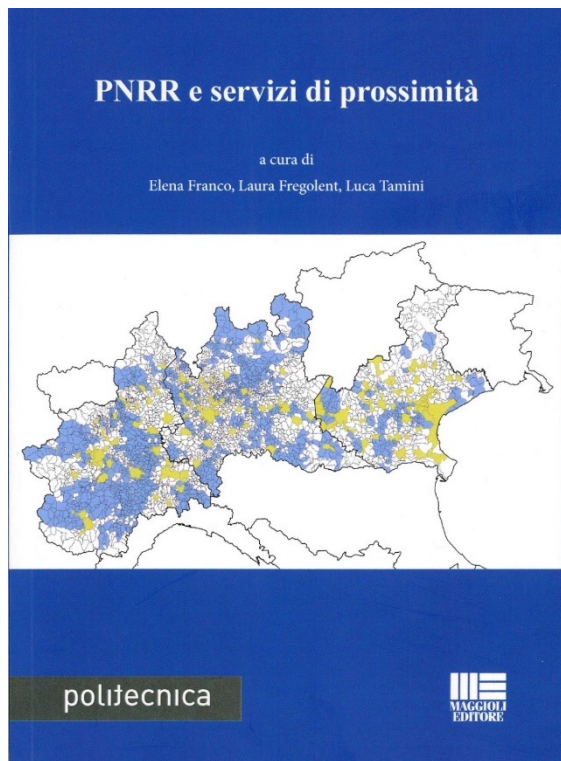 PNRR e servizi di prossimità
a cura di
Elena Franco, Laura Fregolent, Luca Tamini
politecnica
MAGGIOLI
EDITORE